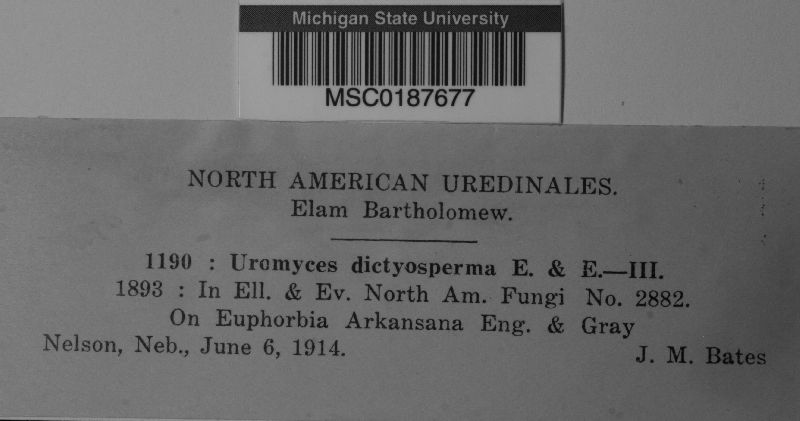 Michigan State University
MSC0187677
NORTH AMERICAN UREDINALES.
Elam Bartholomew.
1190 : Uromyces dictyosperma E. & E.—III.
1893 : In Ell. & Ev. North Am. Fungi No. 2882.
On Euphorbia Arkansana Eng. & Gray
Nelson, Neb., June 6, 1914. J. M. Bates